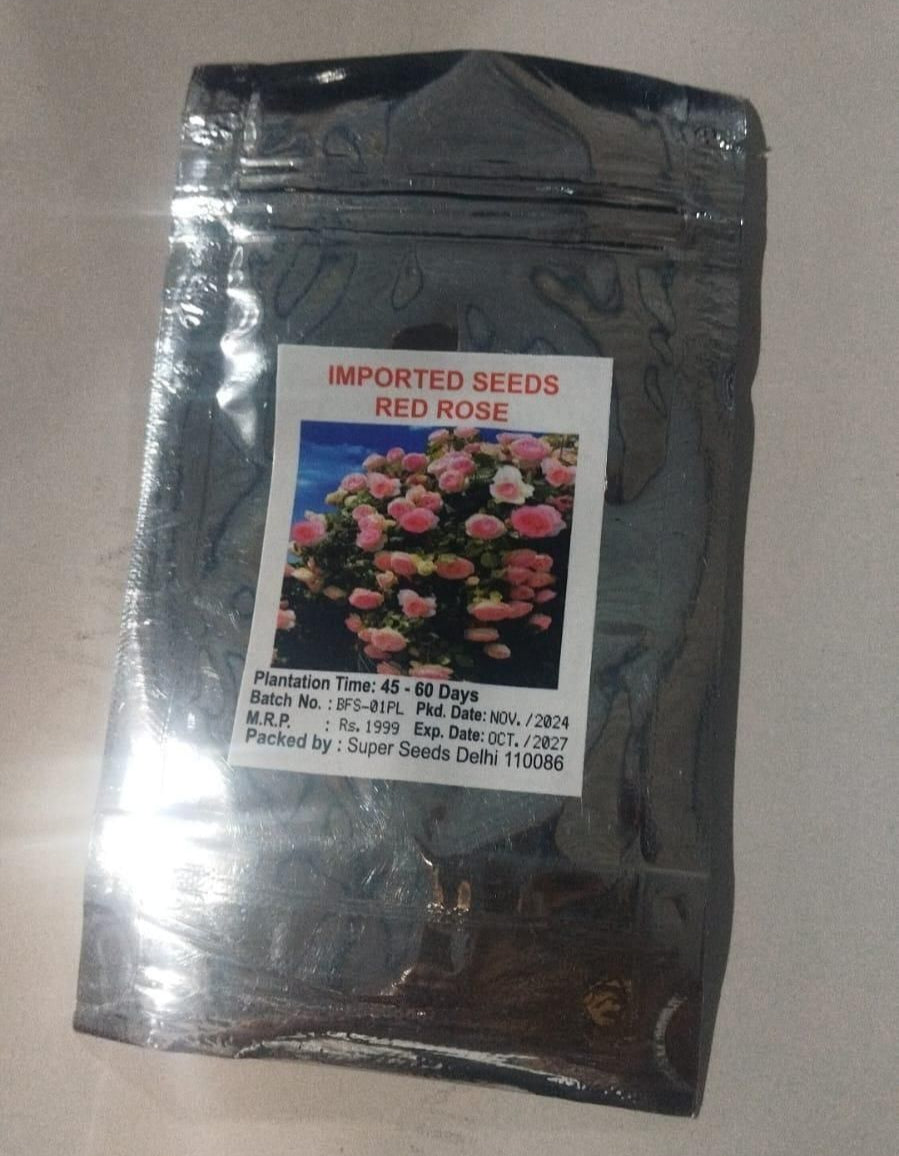 IMPORTED SEEDS
RED ROSE
Plantation Time: 45 - 60 Days
Batch No. : BFS-01PL Pkd. Date: NOV. /2024
M.R.P. : Rs. 1999 Exp. Date: OCT. /2027
Packed by : Super Seeds Delhi 110086